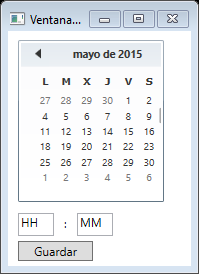 Ventana...
mayo de 2015
L M X J V S
27 28 29 30 1 2
4 5 6 7 8 9
11 12 13 14 15 16
18 19 20 21 22 23
25 26 27 28 29 30
1 2 3 4 5 6
HH : MM
Guardar